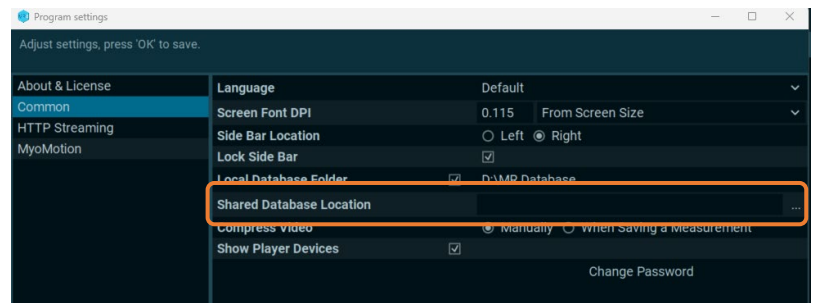 Program settings
Adjust settings, press 'OK' to save.
About & License
Common
HTTP Streaming
MyoMotion
Language Default
Screen Font DPI 0.115 From Screen Size
Side Bar Location Left Right
Lock Side Bar
Local Database Folder D:\MR Database
Shared Database Location ...
Compress Video Manually When Saving a Measurement
Show Player Devices
Change Password